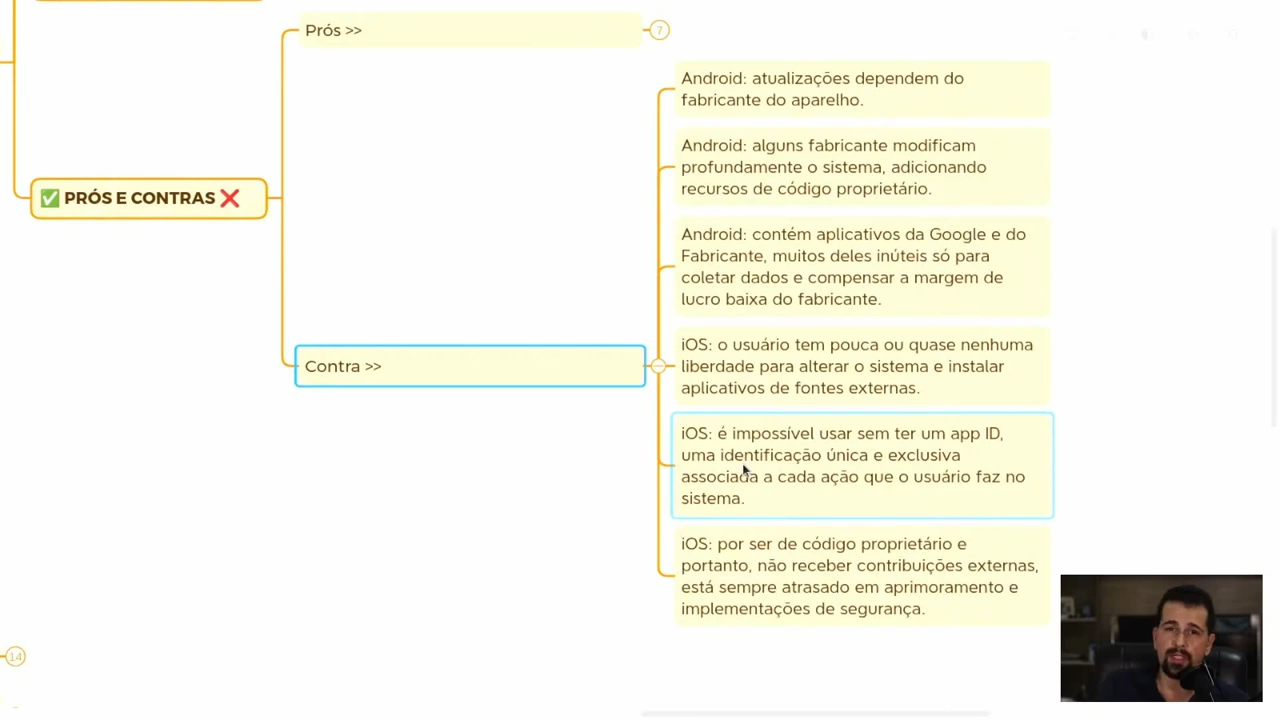 Prós >>
7
Android: atualizações dependem do
fabricante do aparelho.
Android: alguns fabricante modificam
profundamente o sistema, adicionando
recursos de código proprietário.
✅ PRÓS E CONTRAS ❌
Android: contém aplicativos da Google e do
Fabricante, muitos deles inúteis só para
coletar dados e compensar a margem de
lucro baixa do fabricante.
Contra >>
iOS: o usuário tem pouca ou quase nenhuma
liberdade para alterar o sistema e instalar
aplicativos de fontes externas.
iOS: é impossível usar sem ter um app ID,
uma identificação única e exclusiva
associada a cada ação que o usuário faz no
sistema.
iOS: por ser de código proprietário e
portanto, não receber contribuições externas,
está sempre atrasado em aprimoramento e
implementações de segurança.
14